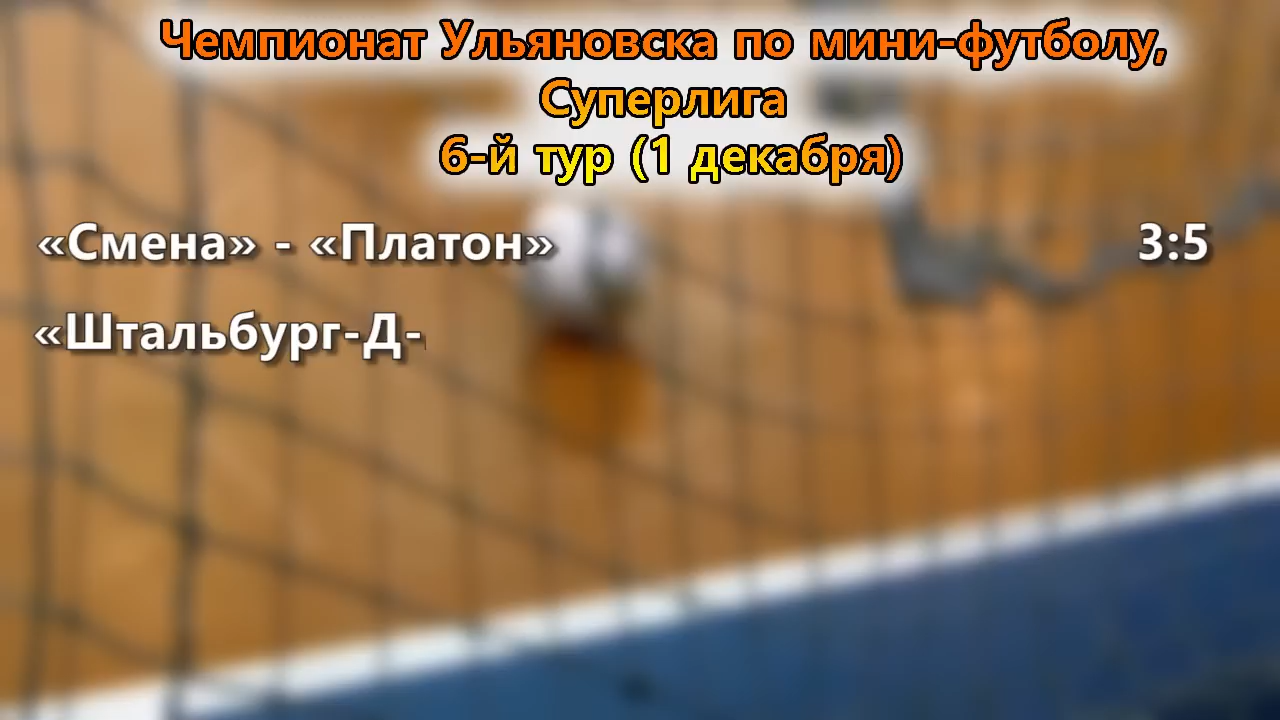 Чемпионат Ульяновска по мини-футболу,
Суперлига
6-й тур (1 декабря)
«Смена» - «Платон» 3:5
«Штальбург-Д-